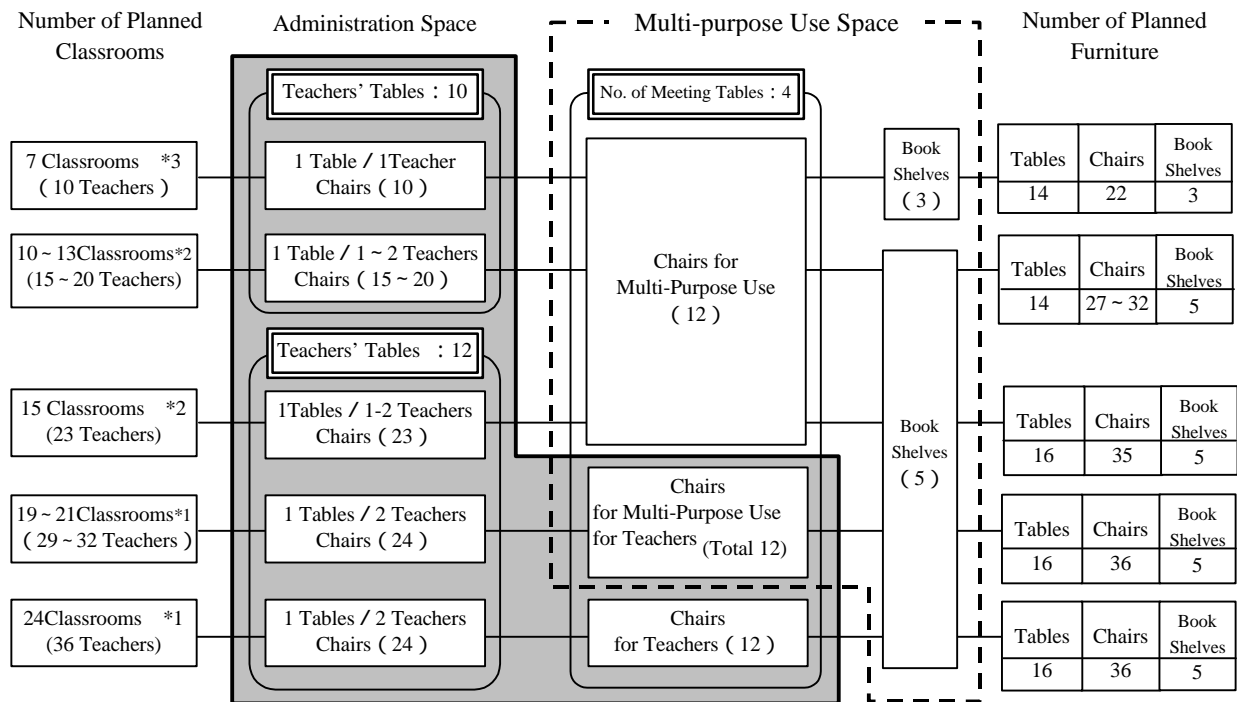 Number of Planned
Classrooms
Administration Space
Multi-purpose Use Space
Number of Planned
Furniture
Teachers’ Tables : 10
No. of Meeting Tables : 4
7 Classrooms *3
( 10 Teachers )
1 Table / 1Teacher
Chairs ( 10 )
Book
Shelves
( 3 )
Tables Chairs Book
Shelves
14 22 3
10 ~ 13Classrooms*2
(15 ~ 20 Teachers)
1 Table / 1 ~ 2 Teachers
Chairs ( 15 ~ 20 )
Chairs for
Multi-Purpose Use
( 12 )
Tables Chairs Book
Shelves
14 27 ~ 32 5
Teachers’ Tables : 12
15 Classrooms *2
(23 Teachers)
1Tables / 1-2 Teachers
Chairs ( 23 )
Book
Shelves
( 5 )
Tables Chairs Book
Shelves
16 35 5
19 ~ 21Classrooms*1
( 29 ~ 32 Teachers )
1 Tables / 2 Teachers
Chairs ( 24 )
Chairs
for Multi-Purpose Use
for Teachers (Total 12)
Tables Chairs Book
Shelves
16 36 5
24Classrooms *1
(36 Teachers)
1 Tables / 2 Teachers
Chairs ( 24 )
Chairs
for Teachers ( 12 )
Tables Chairs Book
Shelves
16 36 5